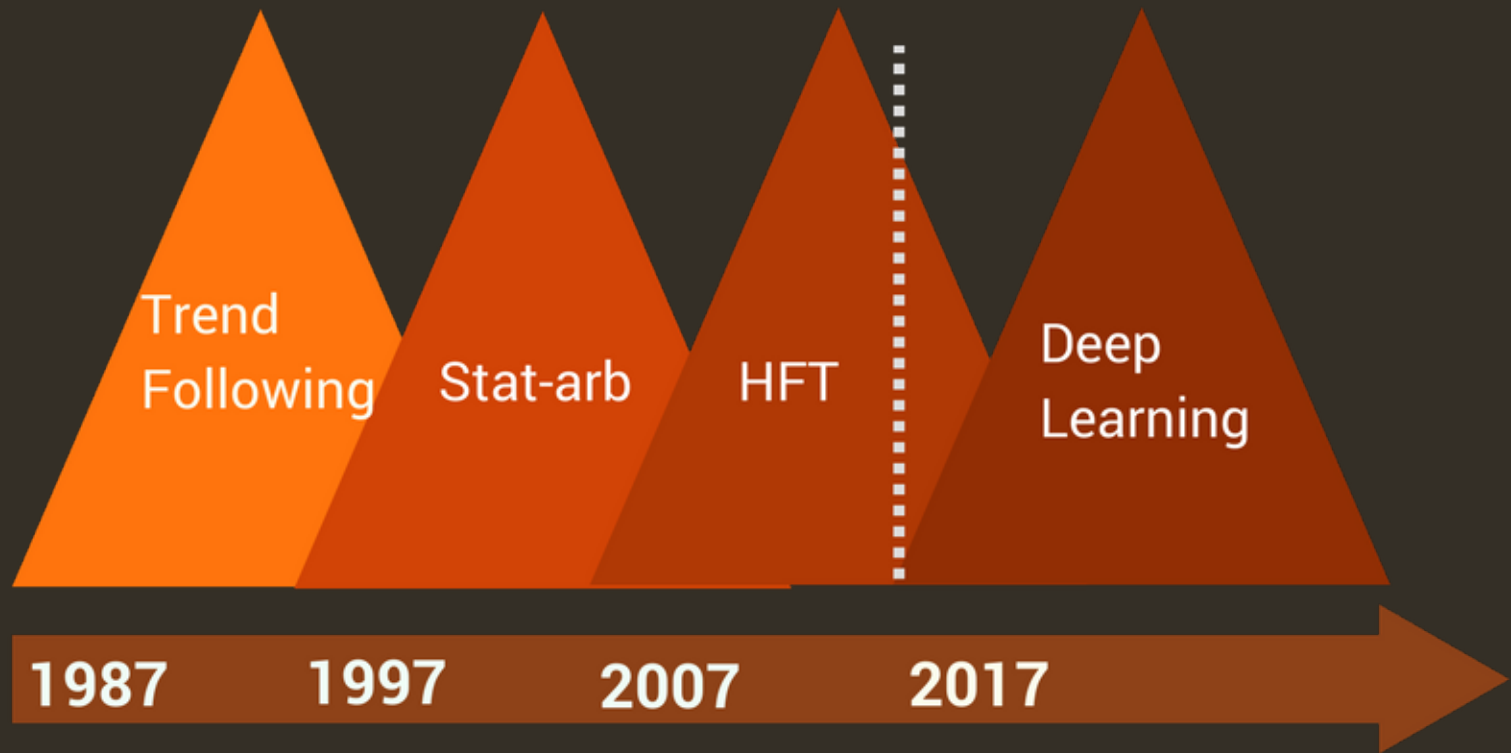 Trend
Following
Stat-arb
HFT
Deep
Learning
1987
1997
2007
2017